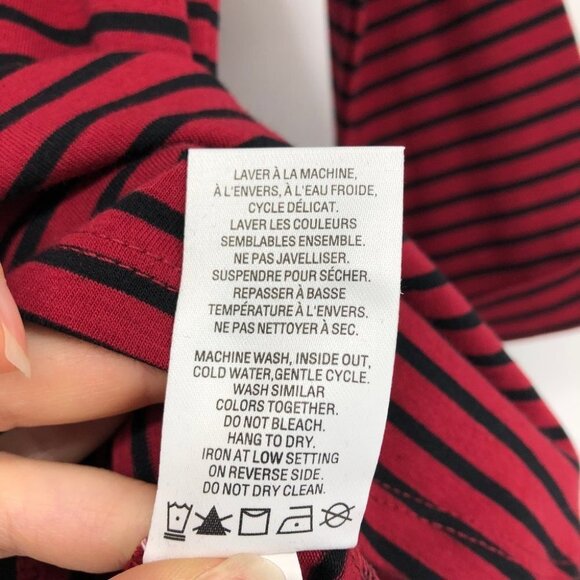 LAVER À LA MACHINE,
À L'ENVERS, À L'EAU FROIDE,
CYCLE DÉLICAT.
LAVER LES COULEURS
SEMBLABLES ENSEMBLE.
NE PAS JAVELLISER.
SUSPENDRE POUR SÉCHER.
REPASSER À BASSE
TEMPÉRATURE À L'ENVERS.
NE PAS NETTOYER À SEC.
MACHINE WASH, INSIDE OUT,
COLD WATER,GENTLE CYCLE.
WASH SIMILAR
COLORS TOGETHER.
DO NOT BLEACH.
HANG TO DRY.
IRON AT LOW SETTING
ON REVERSE SIDE.
DO NOT DRY CLEAN.